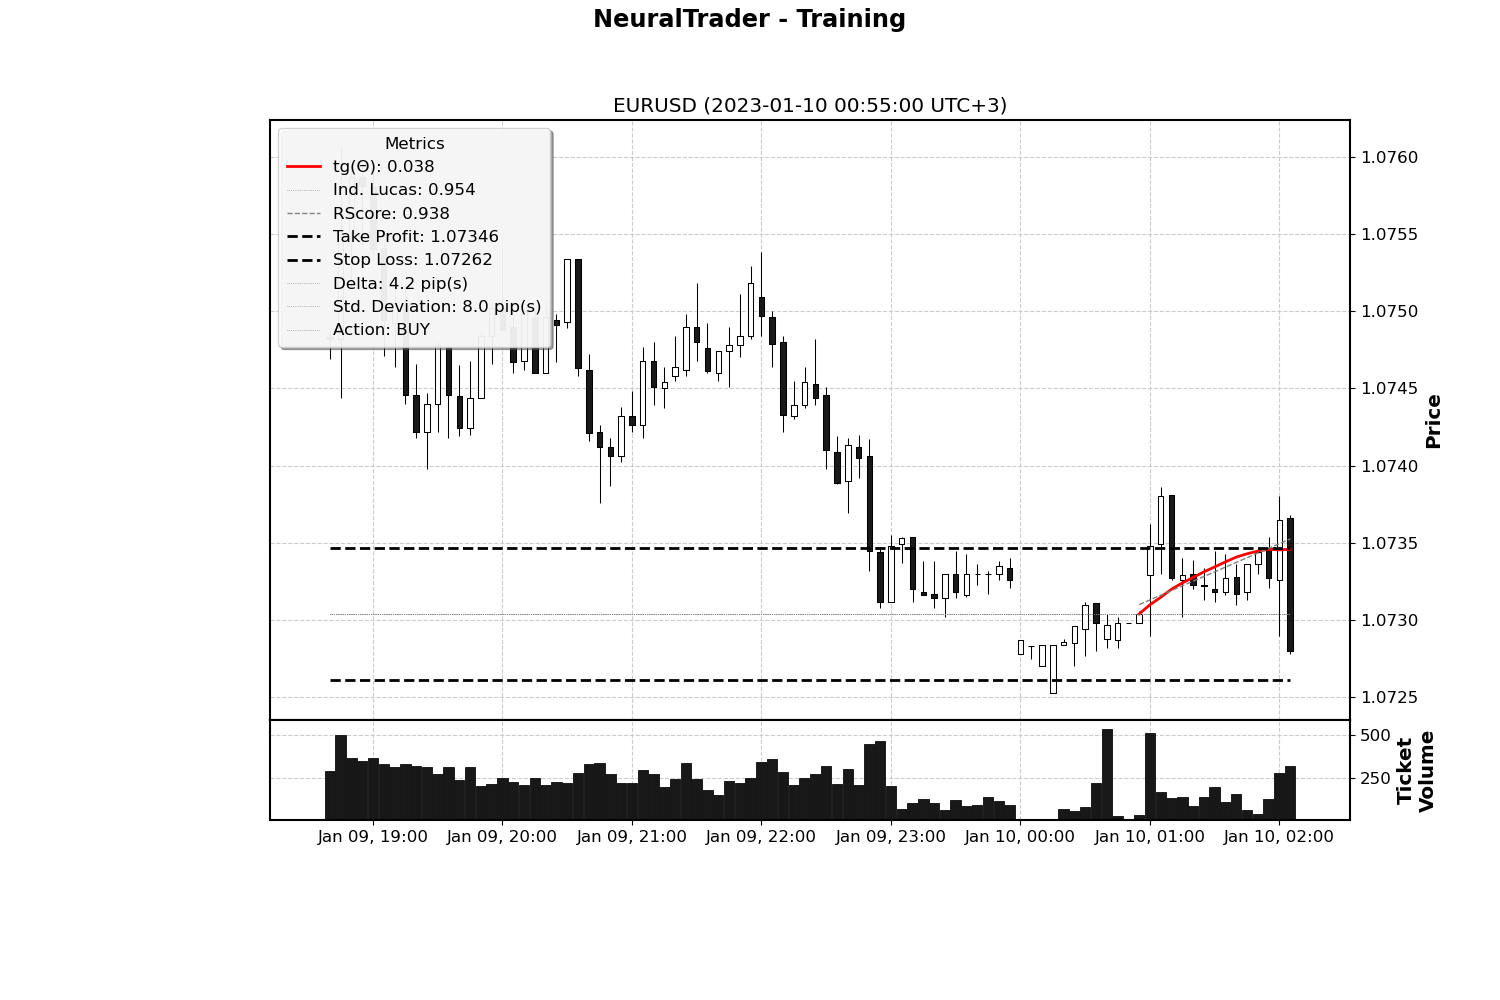 NeuralTrader - Training
EURUSD (2023-01-10 00:55:00 UTC+3)
Metrics
tg(Θ): 0.038
Ind. Lucas: 0.954
RScore: 0.938
Take Profit: 1.07346
Stop Loss: 1.07262
Delta: 4.2 pip(s)
Std. Deviation: 8.0 pip(s)
Action: BUY
1.0760
1.0755
1.0750
1.0745
1.0740
1.0735
1.0730
1.0725
Price
500
250
Ticket
Volume
Jan 09, 19:00
Jan 09, 20:00
Jan 09, 21:00
Jan 09, 22:00
Jan 09, 23:00
Jan 10, 00:00
Jan 10, 01:00
Jan 10, 02:00